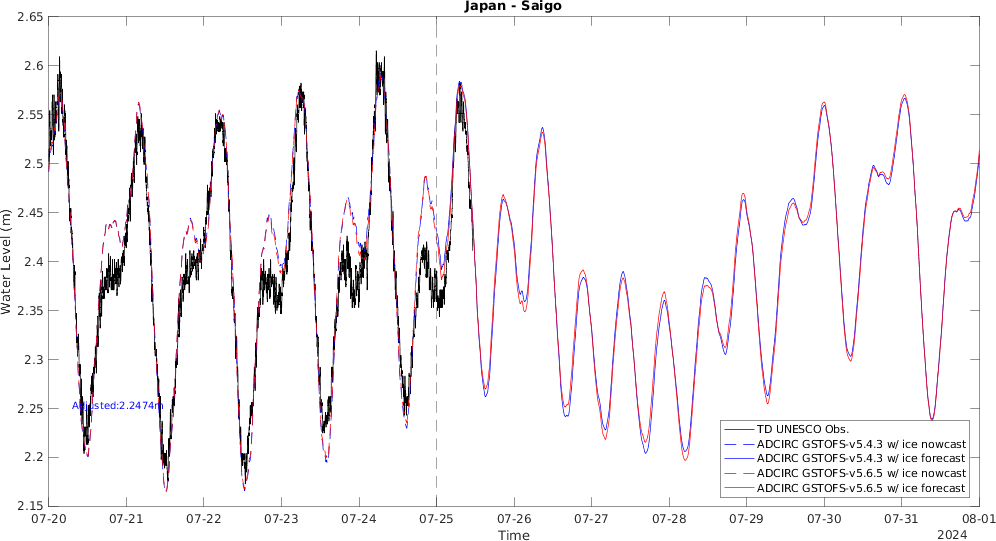 Japan - Saigo
2.65
2.6
2.55
2.5
2.45
2.4
2.35
2.3
2.25
2.2
2.15
Water Level (m)
Adjusted:2.2474m
TD UNESCO Obs.
ADCIRC GSTOFS-v5.4.3 w/ ice nowcast
ADCIRC GSTOFS-v5.4.3 w/ ice forecast
ADCIRC GSTOFS-v5.6.5 w/ ice nowcast
ADCIRC GSTOFS-v5.6.5 w/ ice forecast
07-20 07-21 07-22 07-23 07-24 07-25 07-26 07-27 07-28 07-29 07-30 07-31 08-01
Time
2024